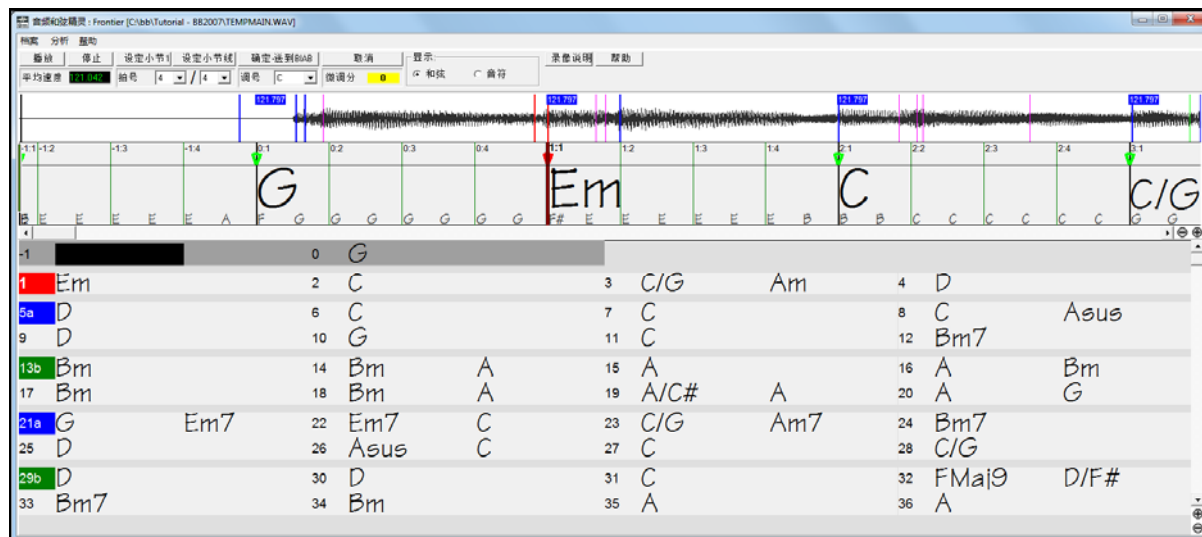 音频和弦精灵 : Frontier [C:\bb\Tutorial - BB2007\TEMPMAIN.WAV]
档案 分析 帮助
播放 停止 设定小节1 设定小节线 确定-送到BIAB 取消 显示: 录像说明 帮助
平均速度 121.042 拍号 4 / 4 调号 C 微调分 0 和弦 音符
121.797 121.797 121.797 121.797
-1:1 -1:2 -1:3 -1:4 0:1 0:2 0:3 0:4 1:1 1:2 1:3 1:4 2:1 2:2 2:3 2:4 3:1
G Em C C/G
B E E E E E A F G G G G G G G F# E E E E E E B B B C C C C C C G G
-1 0 G
1 Em 2 C 3 C/G Am 4 D
5a D 6 C 7 C 8 C Asus
9 D 10 G 11 C 12 Bm7
13b Bm 14 Bm A 15 A 16 A Bm
17 Bm 18 Bm A 19 A/C# A 20 A G
21a G Em7 22 Em7 C 23 C/G Am7 24 Bm7
25 D 26 Asus C 27 C 28 C/G
29b D 30 D 31 C 32 FMaj9 D/F#
33 Bm7 34 Bm 35 A 36 A